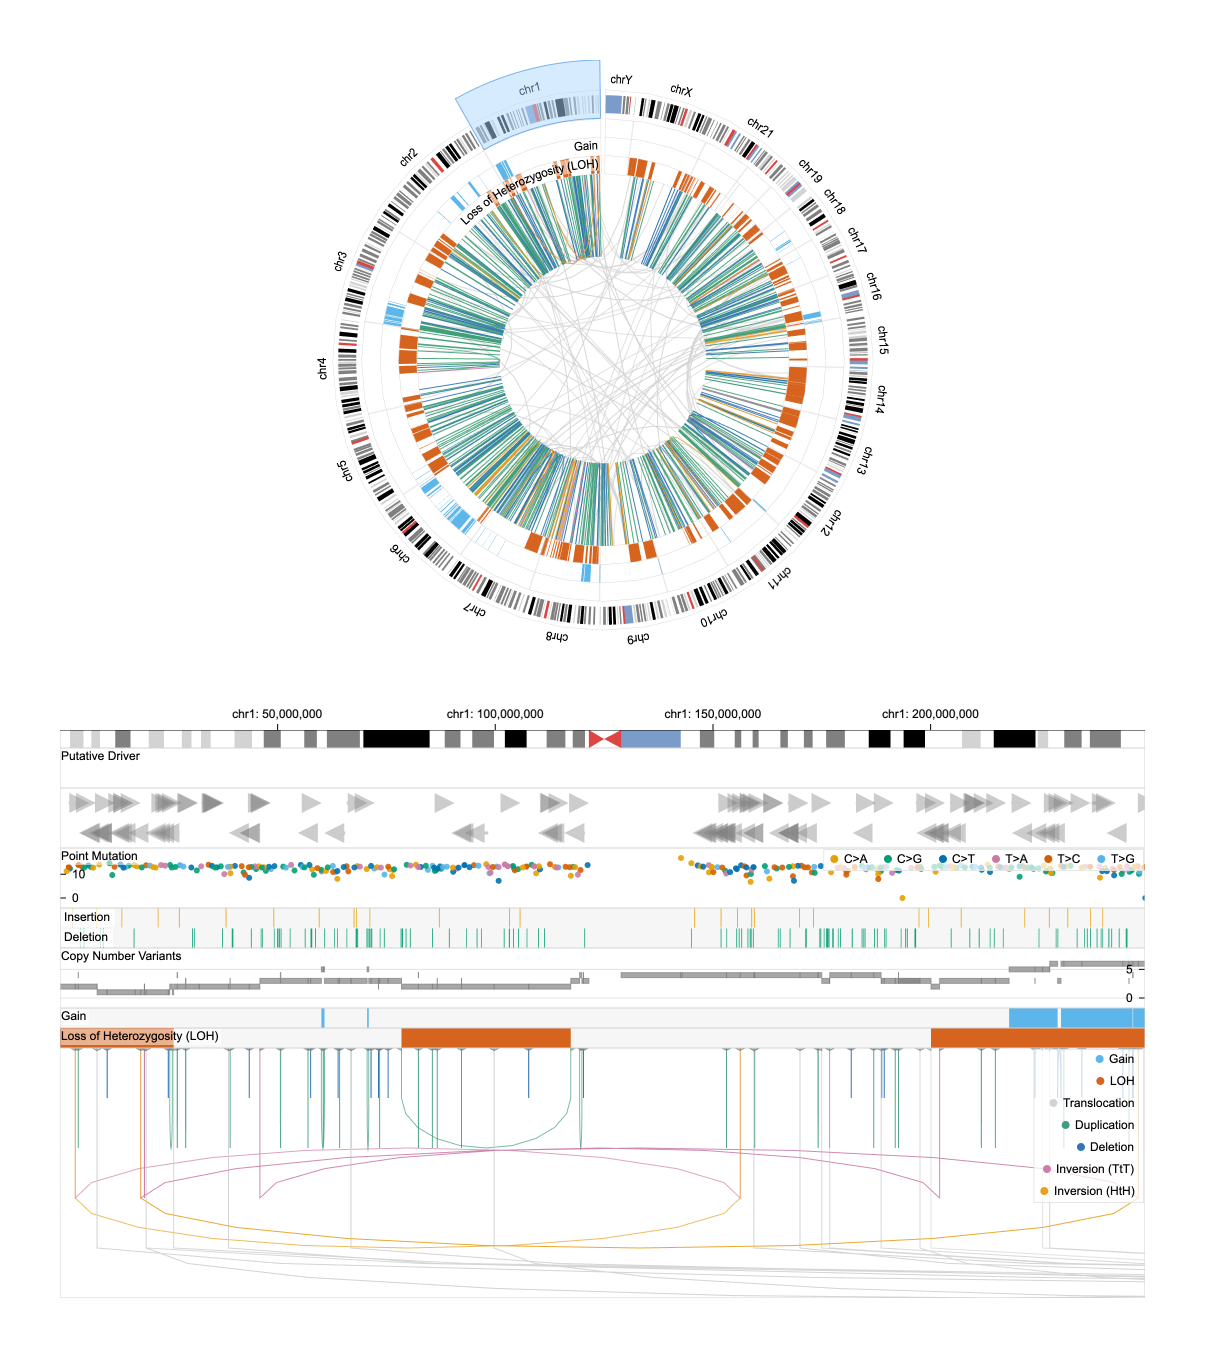 chrY
chrX
chr1
chr21
chr2
chr19
chr18
chr17
chr3
chr16
chr15
chr4
chr14
chr5
chr13
chr6
chr12
chr7
chr11
chr8
chr9
chr10
Gain
Loss of Heterozygosity (LOH)
chr1: 50,000,000
chr1: 100,000,000
chr1: 150,000,000
chr1: 200,000,000
Putative Driver
Point Mutation
C>A
C>G
C>T
T>A
T>C
T>G
10
0
Insertion
Deletion
Copy Number Variants
5
0
Gain
Loss of Heterozygosity (LOH)
Gain
LOH
Translocation
Duplication
Deletion
Inversion (TtT)
Inversion (HtH)